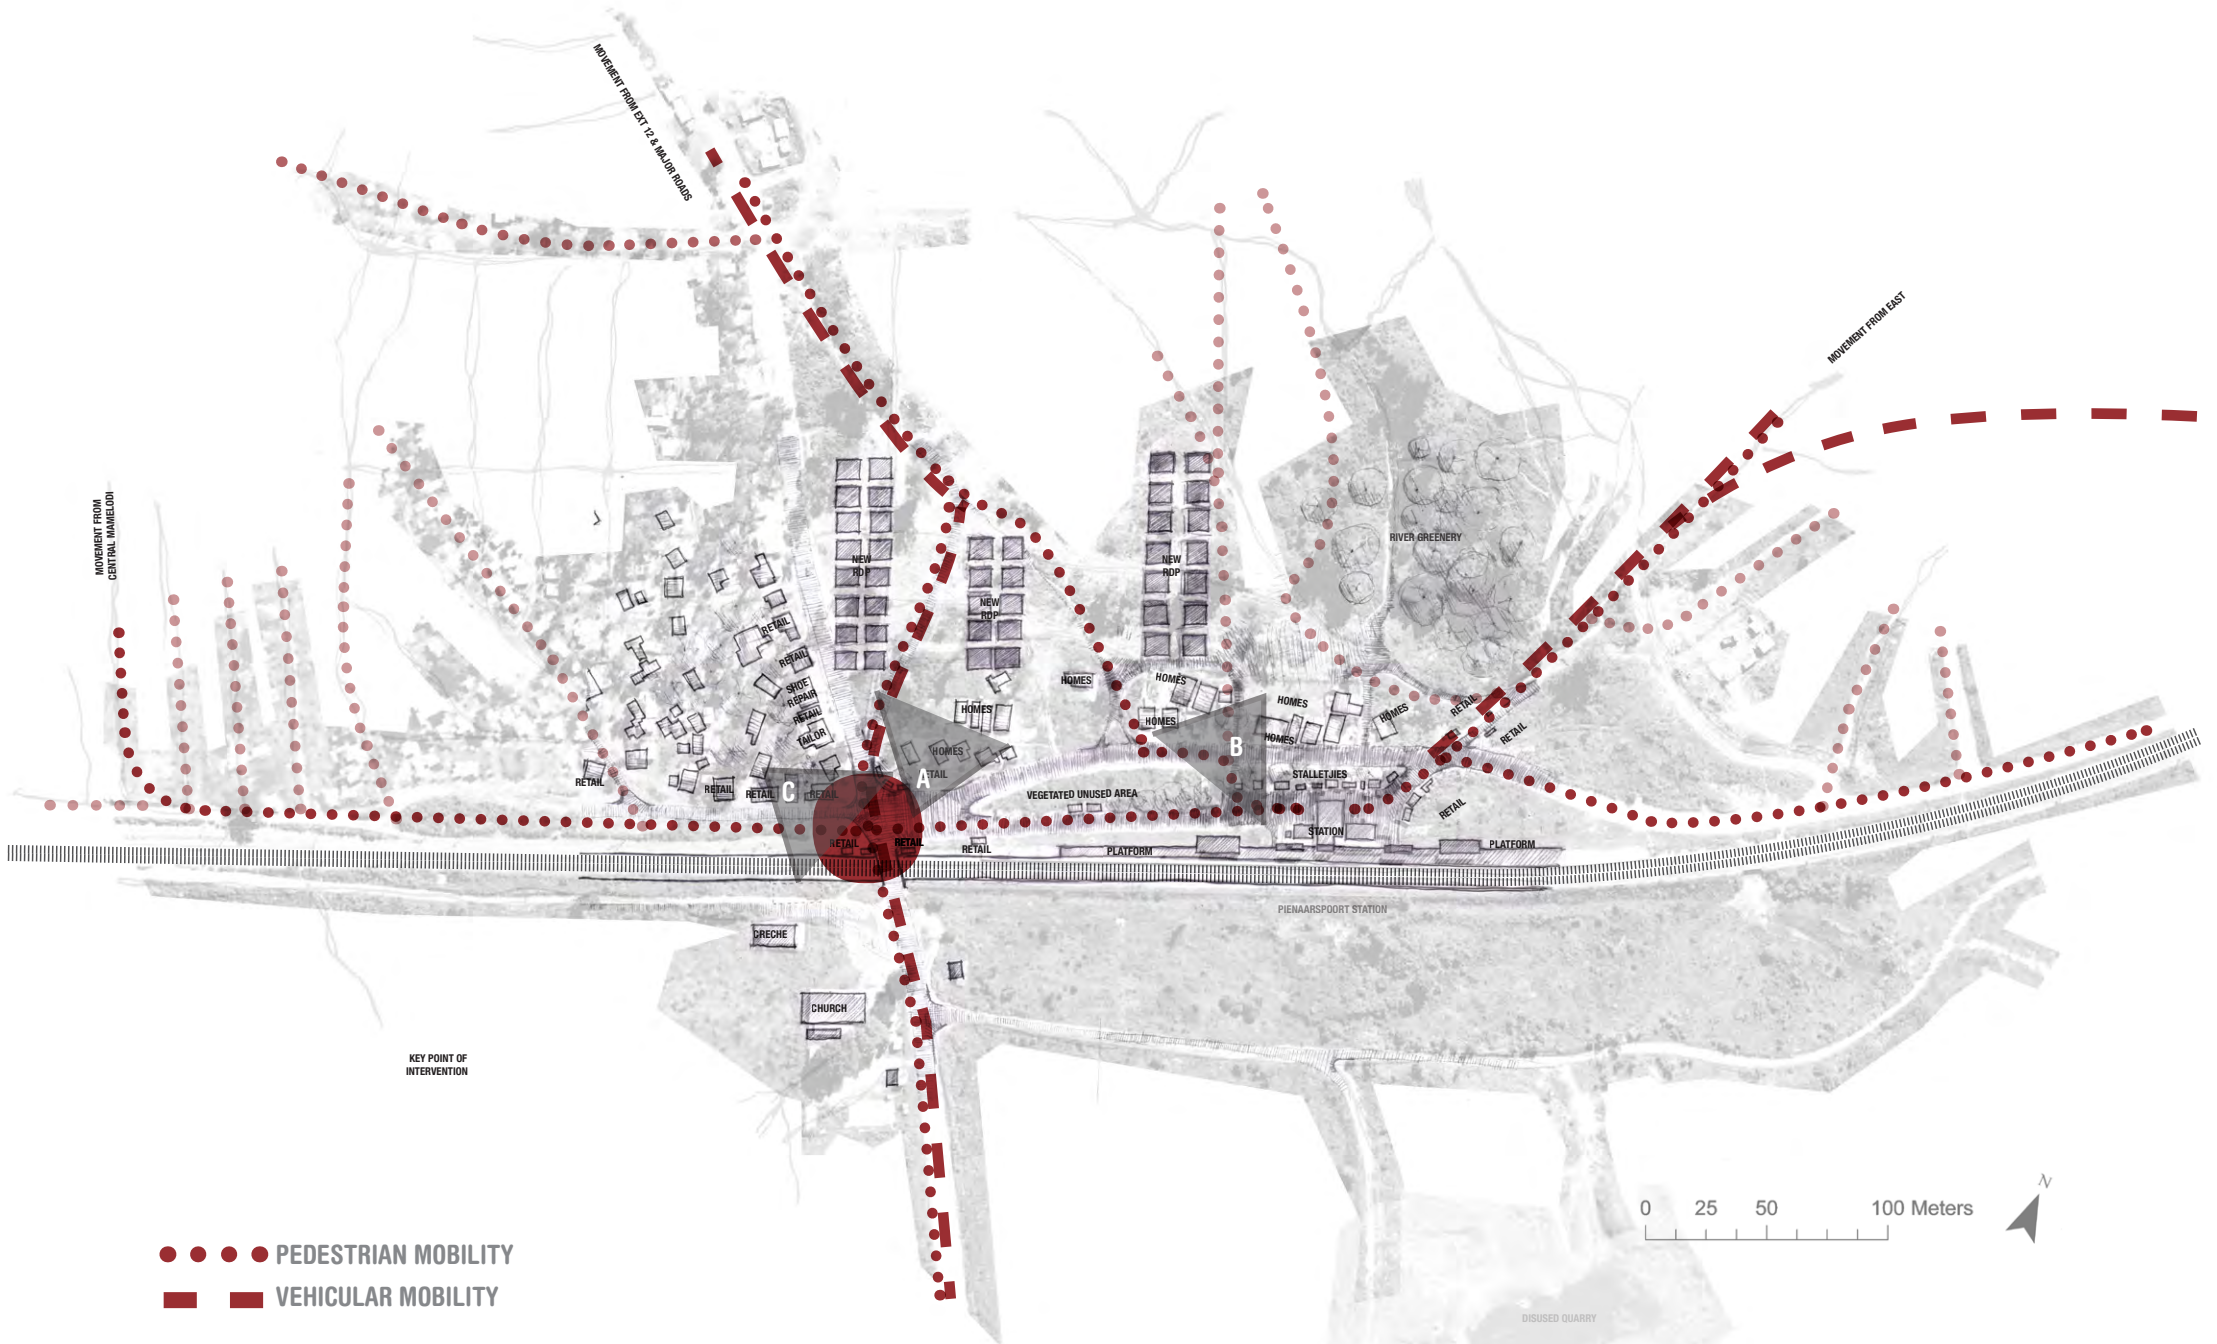 MOVEMENT FROM EXT 12 & MAJOR ROADS
MOVEMENT FROM EAST
MOVEMENT FROM
CENTRAL MAMELODI
RIVER GREENERY
NEW
RDP
NEW
RDP
NEW
RDP
RETAIL
RETAIL
SHOE
REPAIR
RETAIL
TAILOR
HOMES
HOMES
HOMES
HOMES
HOMES
HOMES
HOMES
HOMES
RETAIL
RETAIL
B
A
C
RETAIL
RETAIL
RETAIL
RETAIL
ETAIL
STALLETJIES
VEGETATED UNUSED AREA
RETAIL
STATION
RETAIL
RETAIL
RETAIL
PLATFORM
PLATFORM
PIENAARSPOORT STATION
CRECHE
CHURCH
KEY POINT OF
INTERVENTION
N
0 25 50 100 Meters
PEDESTRIAN MOBILITY
VEHICULAR MOBILITY
DISUSED QUARRY